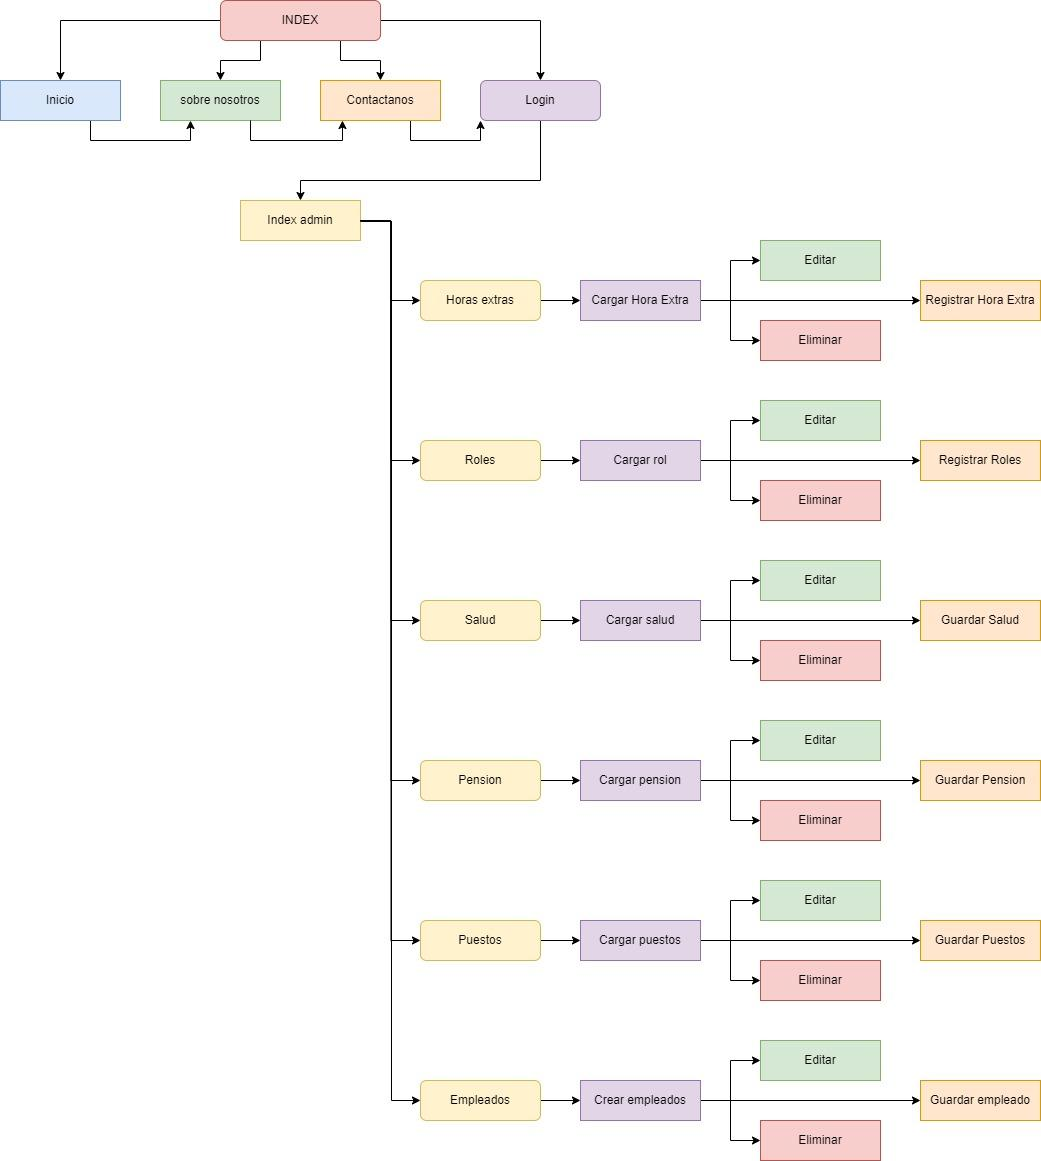 INDEX
Inicio
sobre nosotros
Contactanos
Login
Index admin
Editar
Horas extras
Cargar Hora Extra
Registrar Hora Extra
Eliminar
Editar
Roles
Cargar rol
Registrar Roles
Eliminar
Editar
Salud
Cargar salud
Guardar Salud
Eliminar
Editar
Pension
Cargar pension
Guardar Pension
Eliminar
Editar
Puestos
Cargar puestos
Guardar Puestos
Eliminar
Editar
Empleados
Crear empleados
Guardar empleado
Eliminar